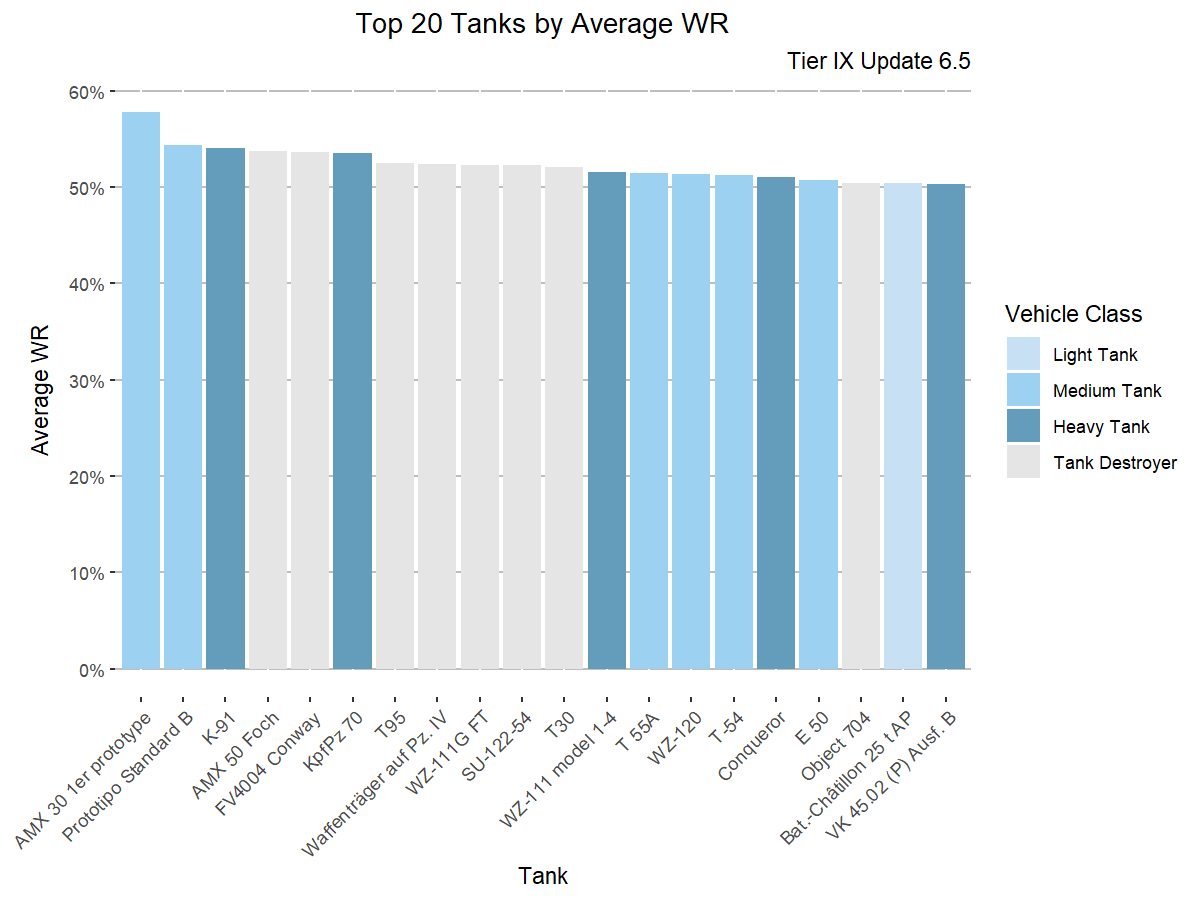 Top 20 Tanks by Average WR
Tier IX Update 6.5
60%
50%
40%
30%
20%
10%
0%
Average WR
AMX 30 1er prototype
Prototipo Standard B
K-91
AMX 50 Foch
FV4004 Conway
KpfPz 70
T95
Waffenträger auf Pz. IV
WZ-111G FT
SU-122-54
T30
WZ-111 model 1-4
T 55A
WZ-120
T-54
Conqueror
E 50
Object 704
Bat.-Châtillon 25 t AP
VK 45.02 (P) Ausf. B
Tank
Vehicle Class
Light Tank
Medium Tank
Heavy Tank
Tank Destroyer